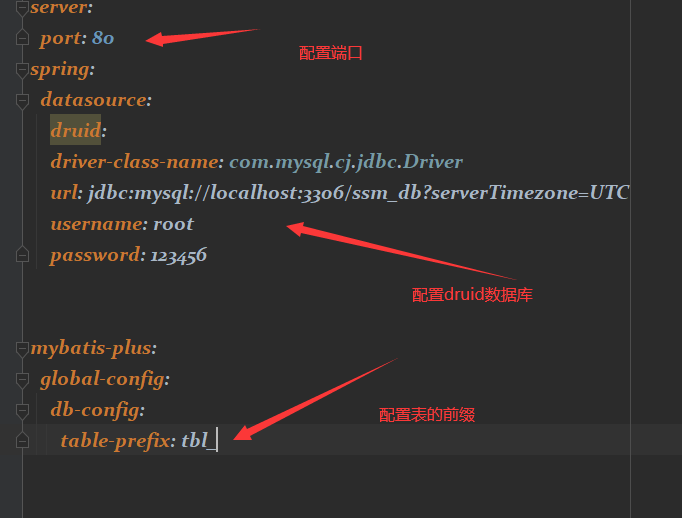 server:
port: 80
配置端口
spring:
datasource:
druid:
driver-class-name: com.mysql.cj.jdbc.Driver
url: jdbc:mysql://localhost:3306/ssm_db?serverTimezone=UTC
username: root
password: 123456
配置druid数据库
mybatis-plus:
global-config:
db-config:
配置表的前缀
table-prefix: tbl_